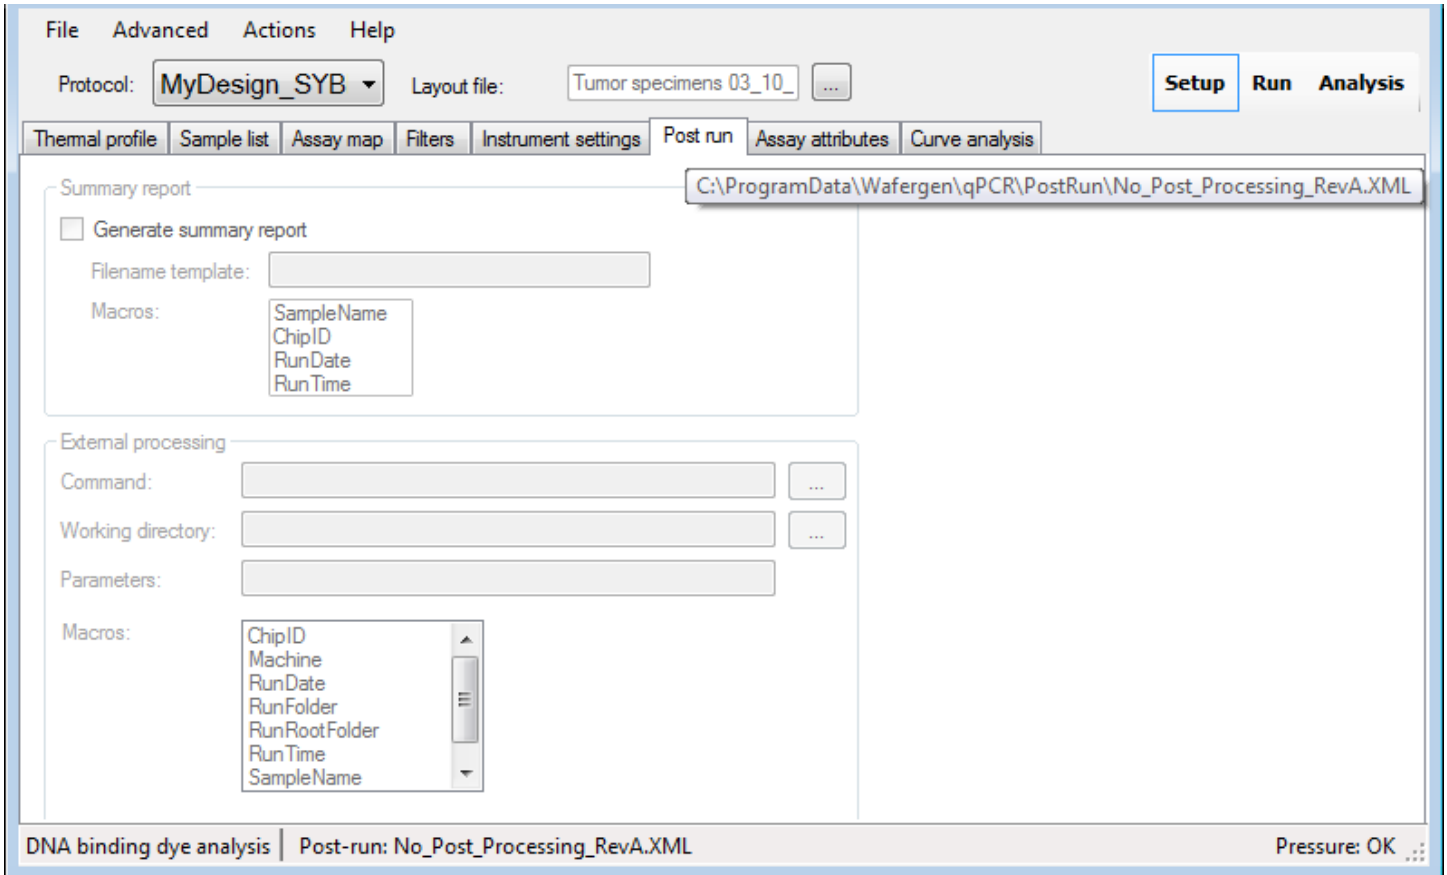 File Advanced Actions Help
Protocol: MyDesign_SYB Layout file: Tumor specimens 03_10_ ... Setup Run Analysis
Thermal profile Sample list Assay map Filters Instrument settings Post run Assay attributes Curve analysis
C:\ProgramData\Wafergen\qPCR\PostRun\No_Post_Processing_RevA.XML
Summary report
Generate summary report
Filename template:
Macros:
SampleName
ChipID
RunDate
RunTime
External processing
Command: ...
Working directory: ...
Parameters:
Macros:
ChipID
Machine
RunDate
RunFolder
RunRootFolder
RunTime
SampleName
DNA binding dye analysis Post-run: No_Post_Processing_RevA.XML Pressure: OK